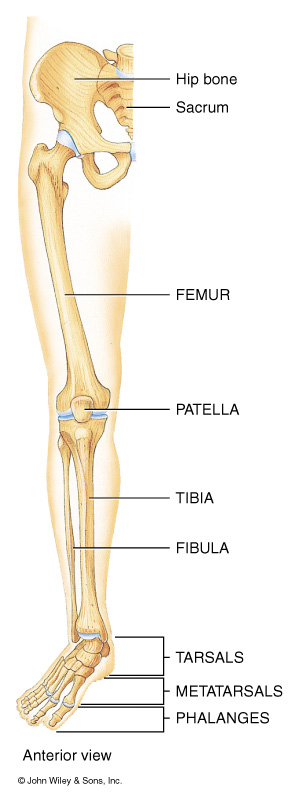 Hip bone
Sacrum
FEMUR
PATELLA
TIBIA
FIBULA
TARSALS
METATARSALS
PHALANGES
Anterior view
© John Wiley & Sons, Inc.